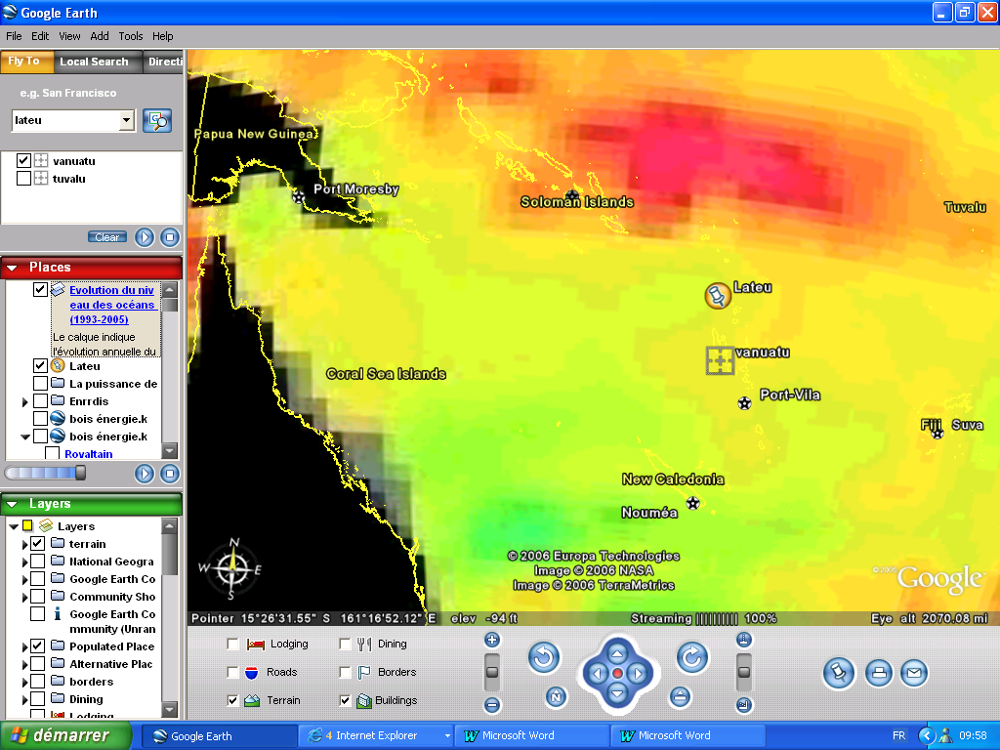 Google Earth
File Edit View Add Tools Help
Fly To Local Search Directi
e.g. San Francisco
lateu
vanuatu
tuvalu
Clear
Places
Evolution du niv
eau des océans
(1993-2005)
Le calque indique
l'évolution annuelle du
Lateu
La puissance de
Enrrdis
bois énergie.k
bois énergie.k
Rovaltain
Layers
Layers
terrain
National Geogra
Google Earth Co
Community Sho
Google Earth Co
mmunity (Unran
Populated Place
Alternative Plac
borders
Dining
Lodging
Papua New Guinea
Port Moresby
Soloman Islands
Tuvalu
Lateu
vanuatu
Coral Sea Islands
Port-Vila
Fiji Suva
New Caledonia
Nouméa
N
W E
S
© 2006 Europa Technologies
Image © 2006 NASA
Image © 2006 TerraMetrics
© 2005 Google
Pointer 15°26'31.55" S 161°16'52.12" E elev -94 ft Streaming |||||||||| 100% Eye alt 2070.08 mi
Lodging Dining
Roads Borders
Terrain Buildings
N
démarrer Google Earth 4 Internet Explorer Microsoft Word Microsoft Word FR 09:58